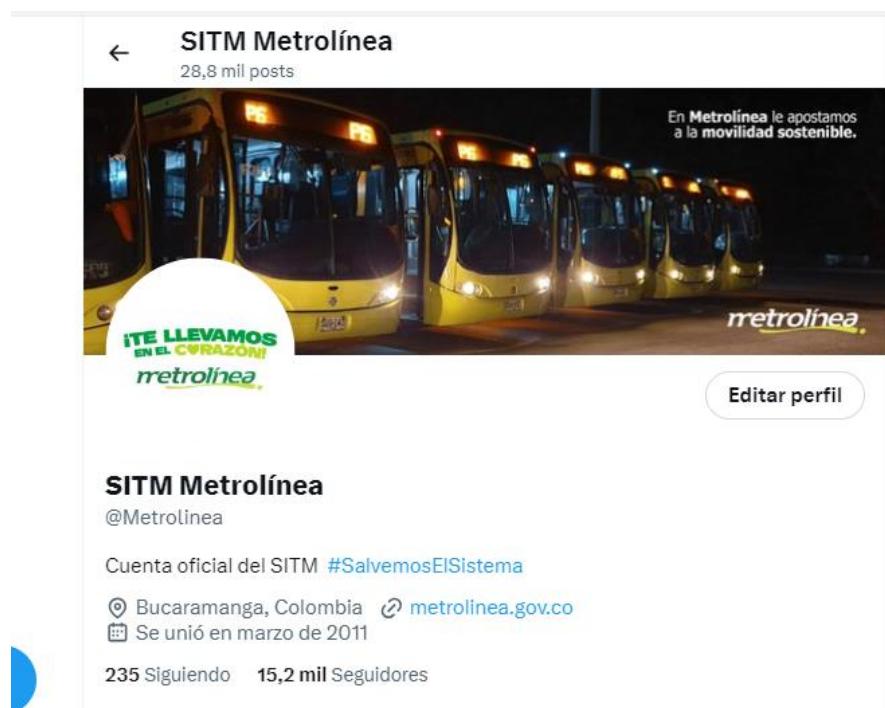 SITM Metrolínea
28,8 mil posts
P6 P6
En Metrolínea le apostamos
a la movilidad sostenible.
metrolínea
¡TE LLEVAMOS
EN EL CORAZÓN!
metrolínea
Editar perfil
SITM Metrolínea
@Metrolinea
Cuenta oficial del SITM #SalvemosElSistema
Bucaramanga, Colombia metrolinea.gov.co
Se unió en marzo de 2011
235 Siguiendo 15,2 mil Seguidores